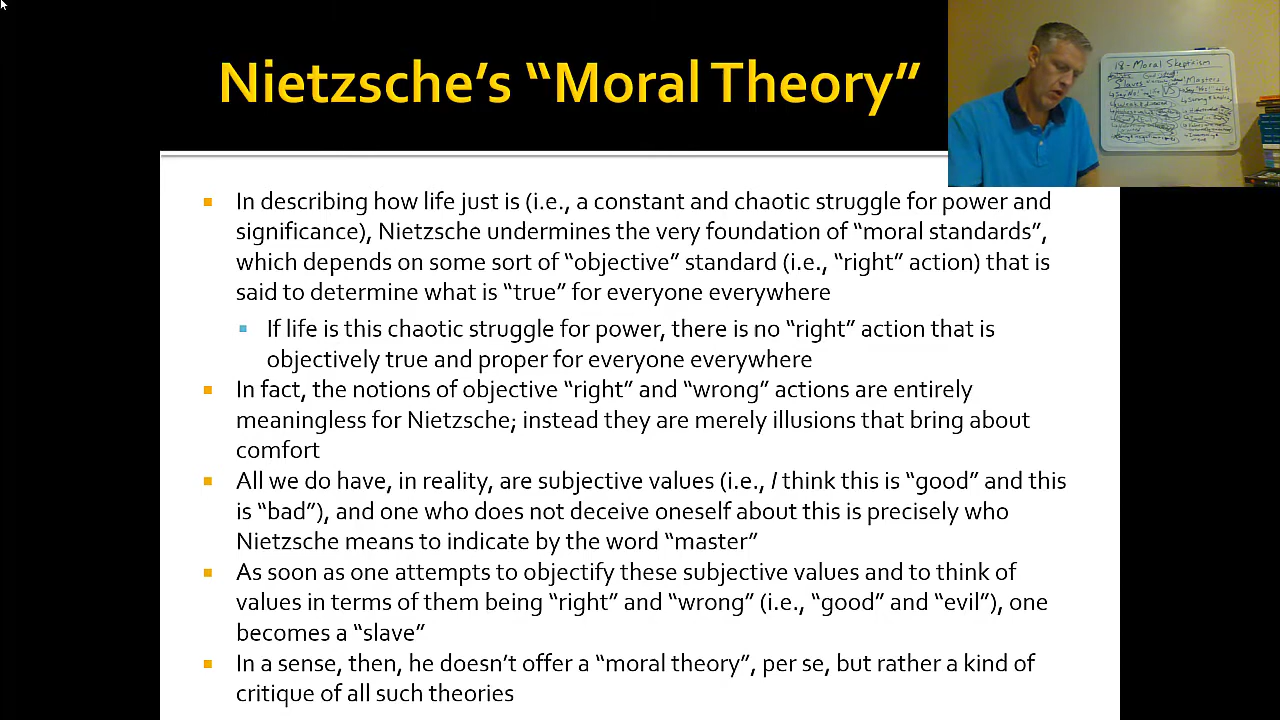 Nietzsche's “Moral Theory”
18 - Moral Skepticism
Slaves
VS
Masters
In describing how life just is (i.e., a constant and chaotic struggle for power and
significance), Nietzsche undermines the very foundation of “moral standards”,
which depends on some sort of “objective” standard (i.e., “right” action) that is
said to determine what is “true” for everyone everywhere
If life is this chaotic struggle for power, there is no “right” action that is
objectively true and proper for everyone everywhere
In fact, the notions of objective “right” and “wrong” actions are entirely
meaningless for Nietzsche; instead they are merely illusions that bring about
comfort
All we do have, in reality, are subjective values (i.e., I think this is “good” and this
is “bad”), and one who does not deceive oneself about this is precisely who
Nietzsche means to indicate by the word “master”
As soon as one attempts to objectify these subjective values and to think of
values in terms of them being “right” and “wrong” (i.e., “good” and “evil”), one
becomes a “slave”
In a sense, then, he doesn't offer a “moral theory”, per se, but rather a kind of
critique of all such theories